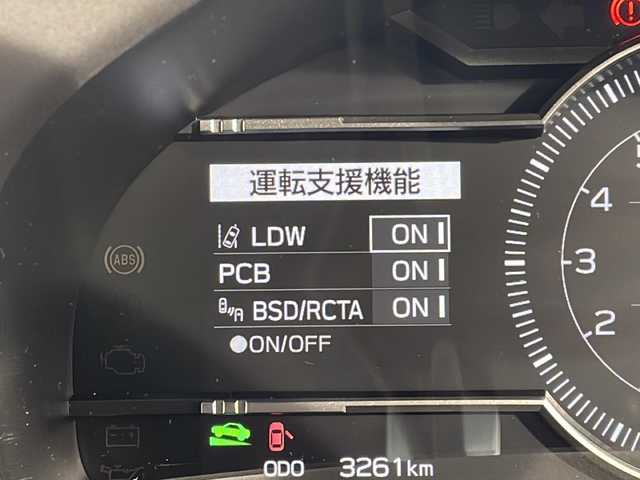 運転支援機能
LDW ON
PCB ON
BSD/RCTA ON
●ON/OFF
ABS
4
3
2
ODO 3261km